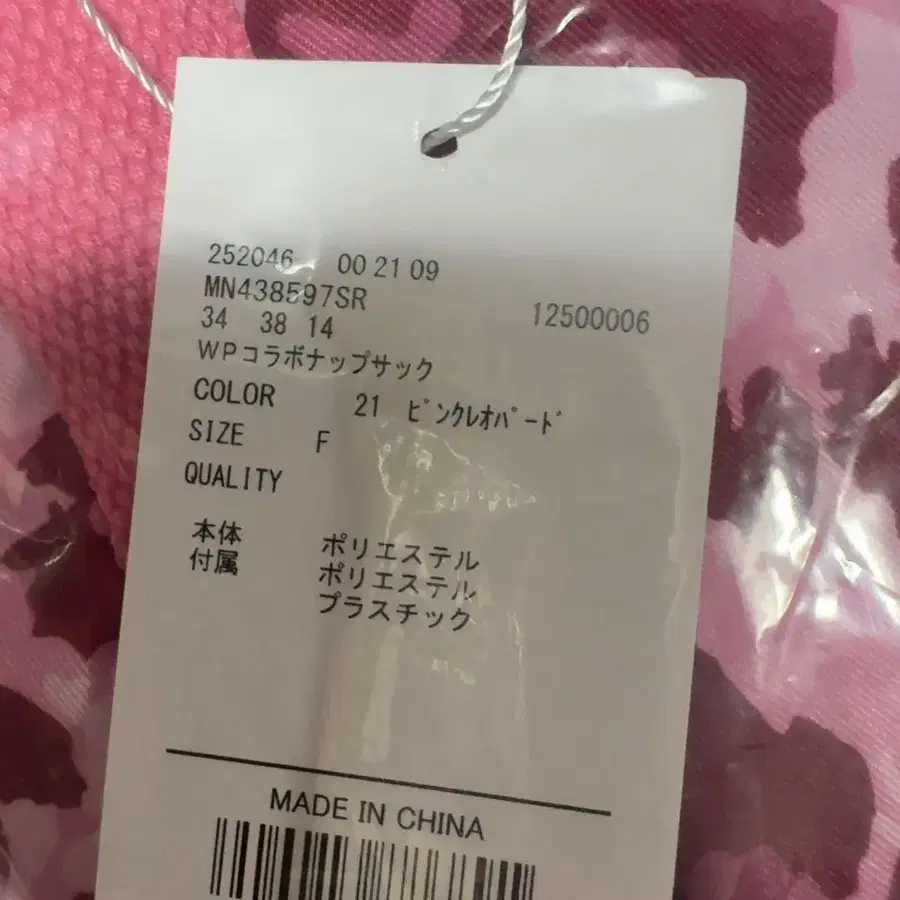 252046 00 21 09
MN438597SR
12500006
34 38 14
WPコラボナップサック
COLOR 21 ﾋﾟﾝｸﾚｵﾊﾟｰﾄﾞ
SIZE F
QUALITY
本体 ポリエステル
付属 ポリエステル
プラスチック
MADE IN CHINA